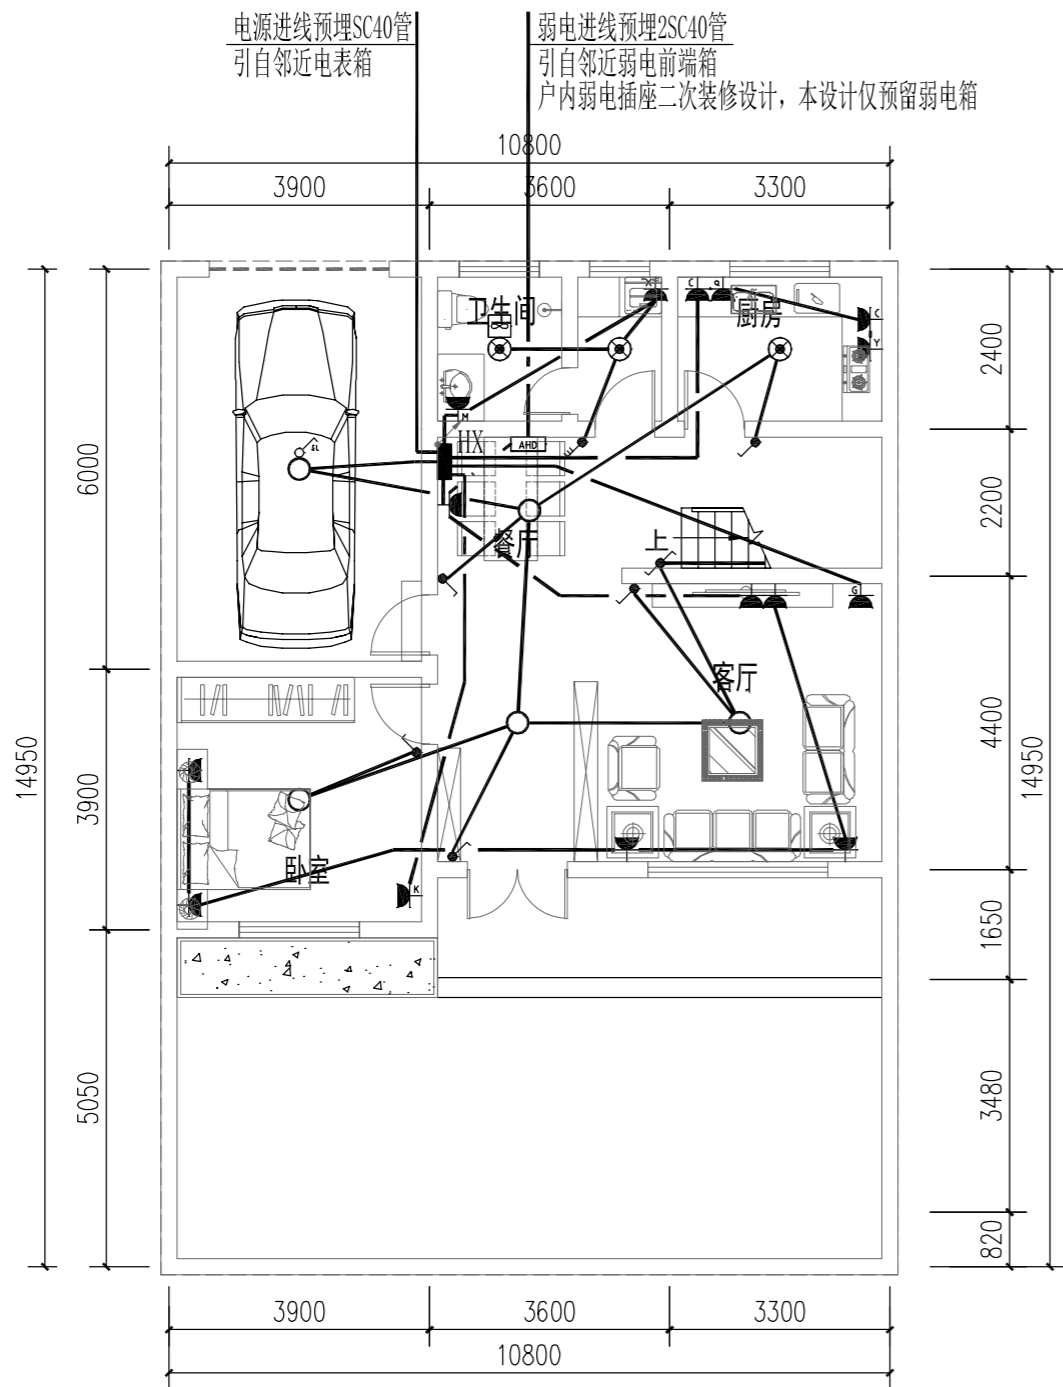 电源进线预埋SC40管
引自邻近电表箱
弱电进线预埋2SC40管
引自邻近弱电前端箱
户内弱电插座二次装修设计，本设计仅预留弱电箱
10800
3900
3600
3300
卫生间
厨房
X
C
C
Y
M
HX
AHD
餐厅
上
G
客厅
卧室
K
14950
6000
3900
5050
2400
2200
4400
1650
3480
820
14950
3900
3600
3300
10800